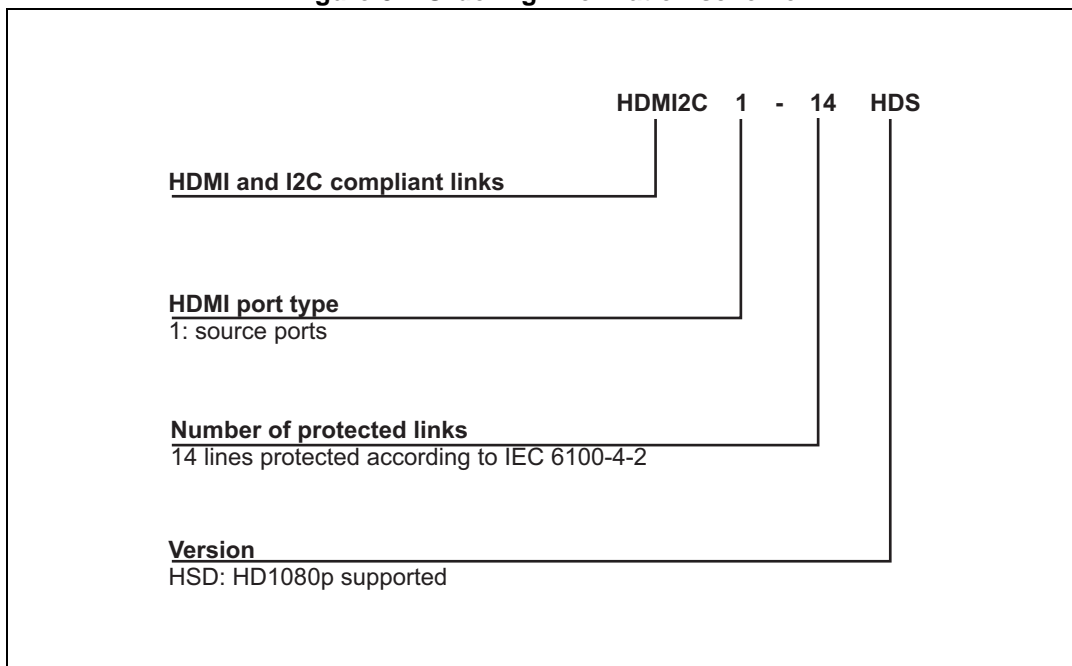 HDMI2C 1 - 14 HDS
HDMI and I2C compliant links
HDMI port type
1: source ports
Number of protected links
14 lines protected according to IEC 6100-4-2
Version
HSD: HD1080p supported